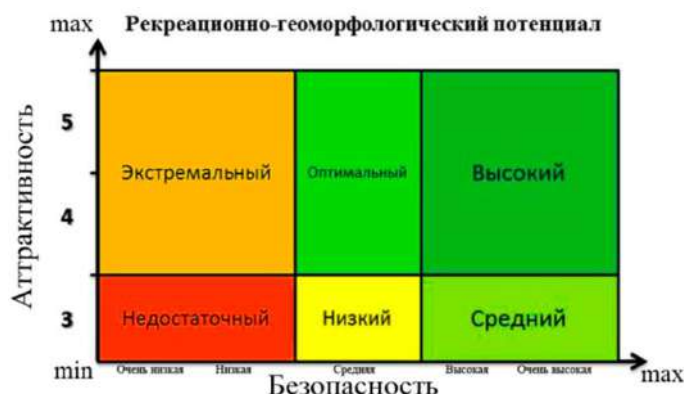 max
Рекреационно-геоморфологический потенциал
Аттрактивность
5
4
3
Экстремальный
Оптимальный
Высокий
Недостаточный
Низкий
Средний
min
Очень низкая
Низкая
Средняя
Высокая
Очень высокая
max
Безопасность